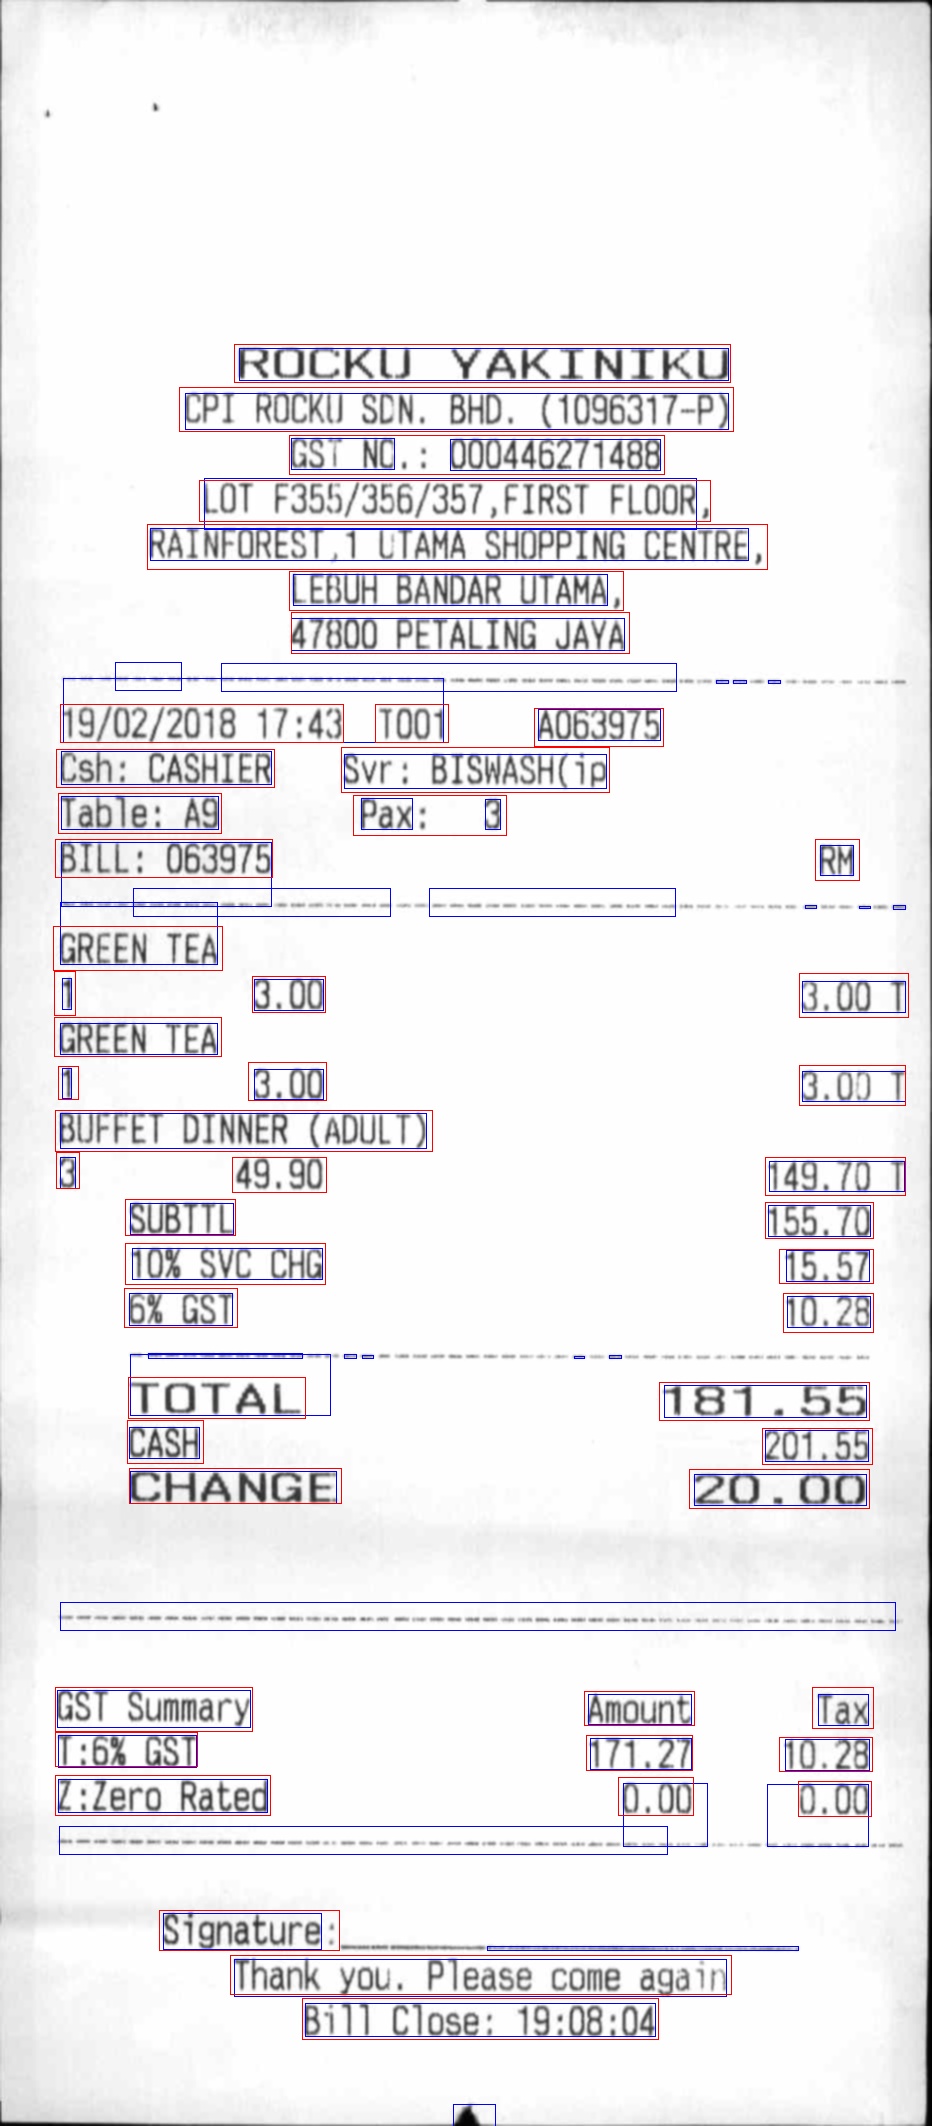 ROCKU YAKINIKU
CPI ROCKU SDN. BHD. (1096317-P)
GST NO.: 000446271488
LOT F355/356/357,FIRST FLOOR,
RAINFOREST,1 UTAMA SHOPPING CENTRE,
LEBUH BANDAR UTAMA,
47800 PETALING JAYA
19/02/2018 17:43 T001 A063975
Csh: CASHIER Svr: BISWASH(ip
Table: A9 Pax: 3
BILL: 063975 RM
GREEN TEA
1 3.00 3.00 T
GREEN TEA
1 3.00 3.00 T
BUFFET DINNER (ADULT)
3 49.90 149.70 T
SUBTTL 155.70
10% SVC CHG 15.57
6% GST 10.28
TOTAL 181.55
CASH 201.55
CHANGE 20.00
GST Summary Amount Tax
T:6% GST 171.27 10.28
Z:Zero Rated 0.00 0.00
Signature:
Thank you. Please come again
Bill Close: 19:08:04